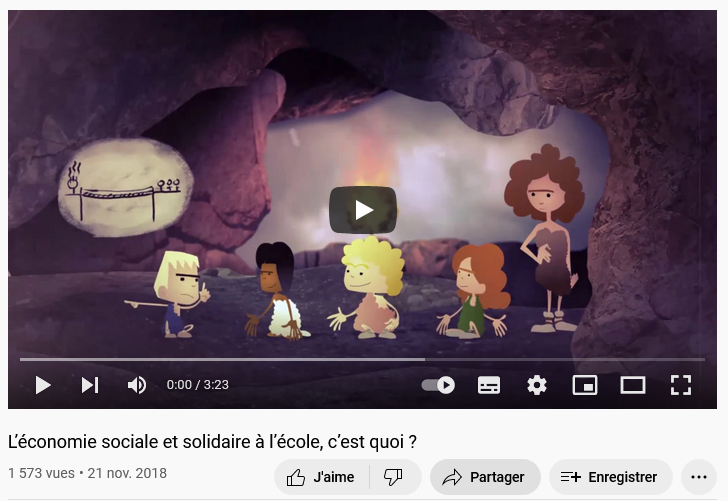 0:00 / 3:23
L’économie sociale et solidaire à l’école, c’est quoi ?
1 573 vues • 21 nov. 2018
J'aime
Partager
Enregistrer